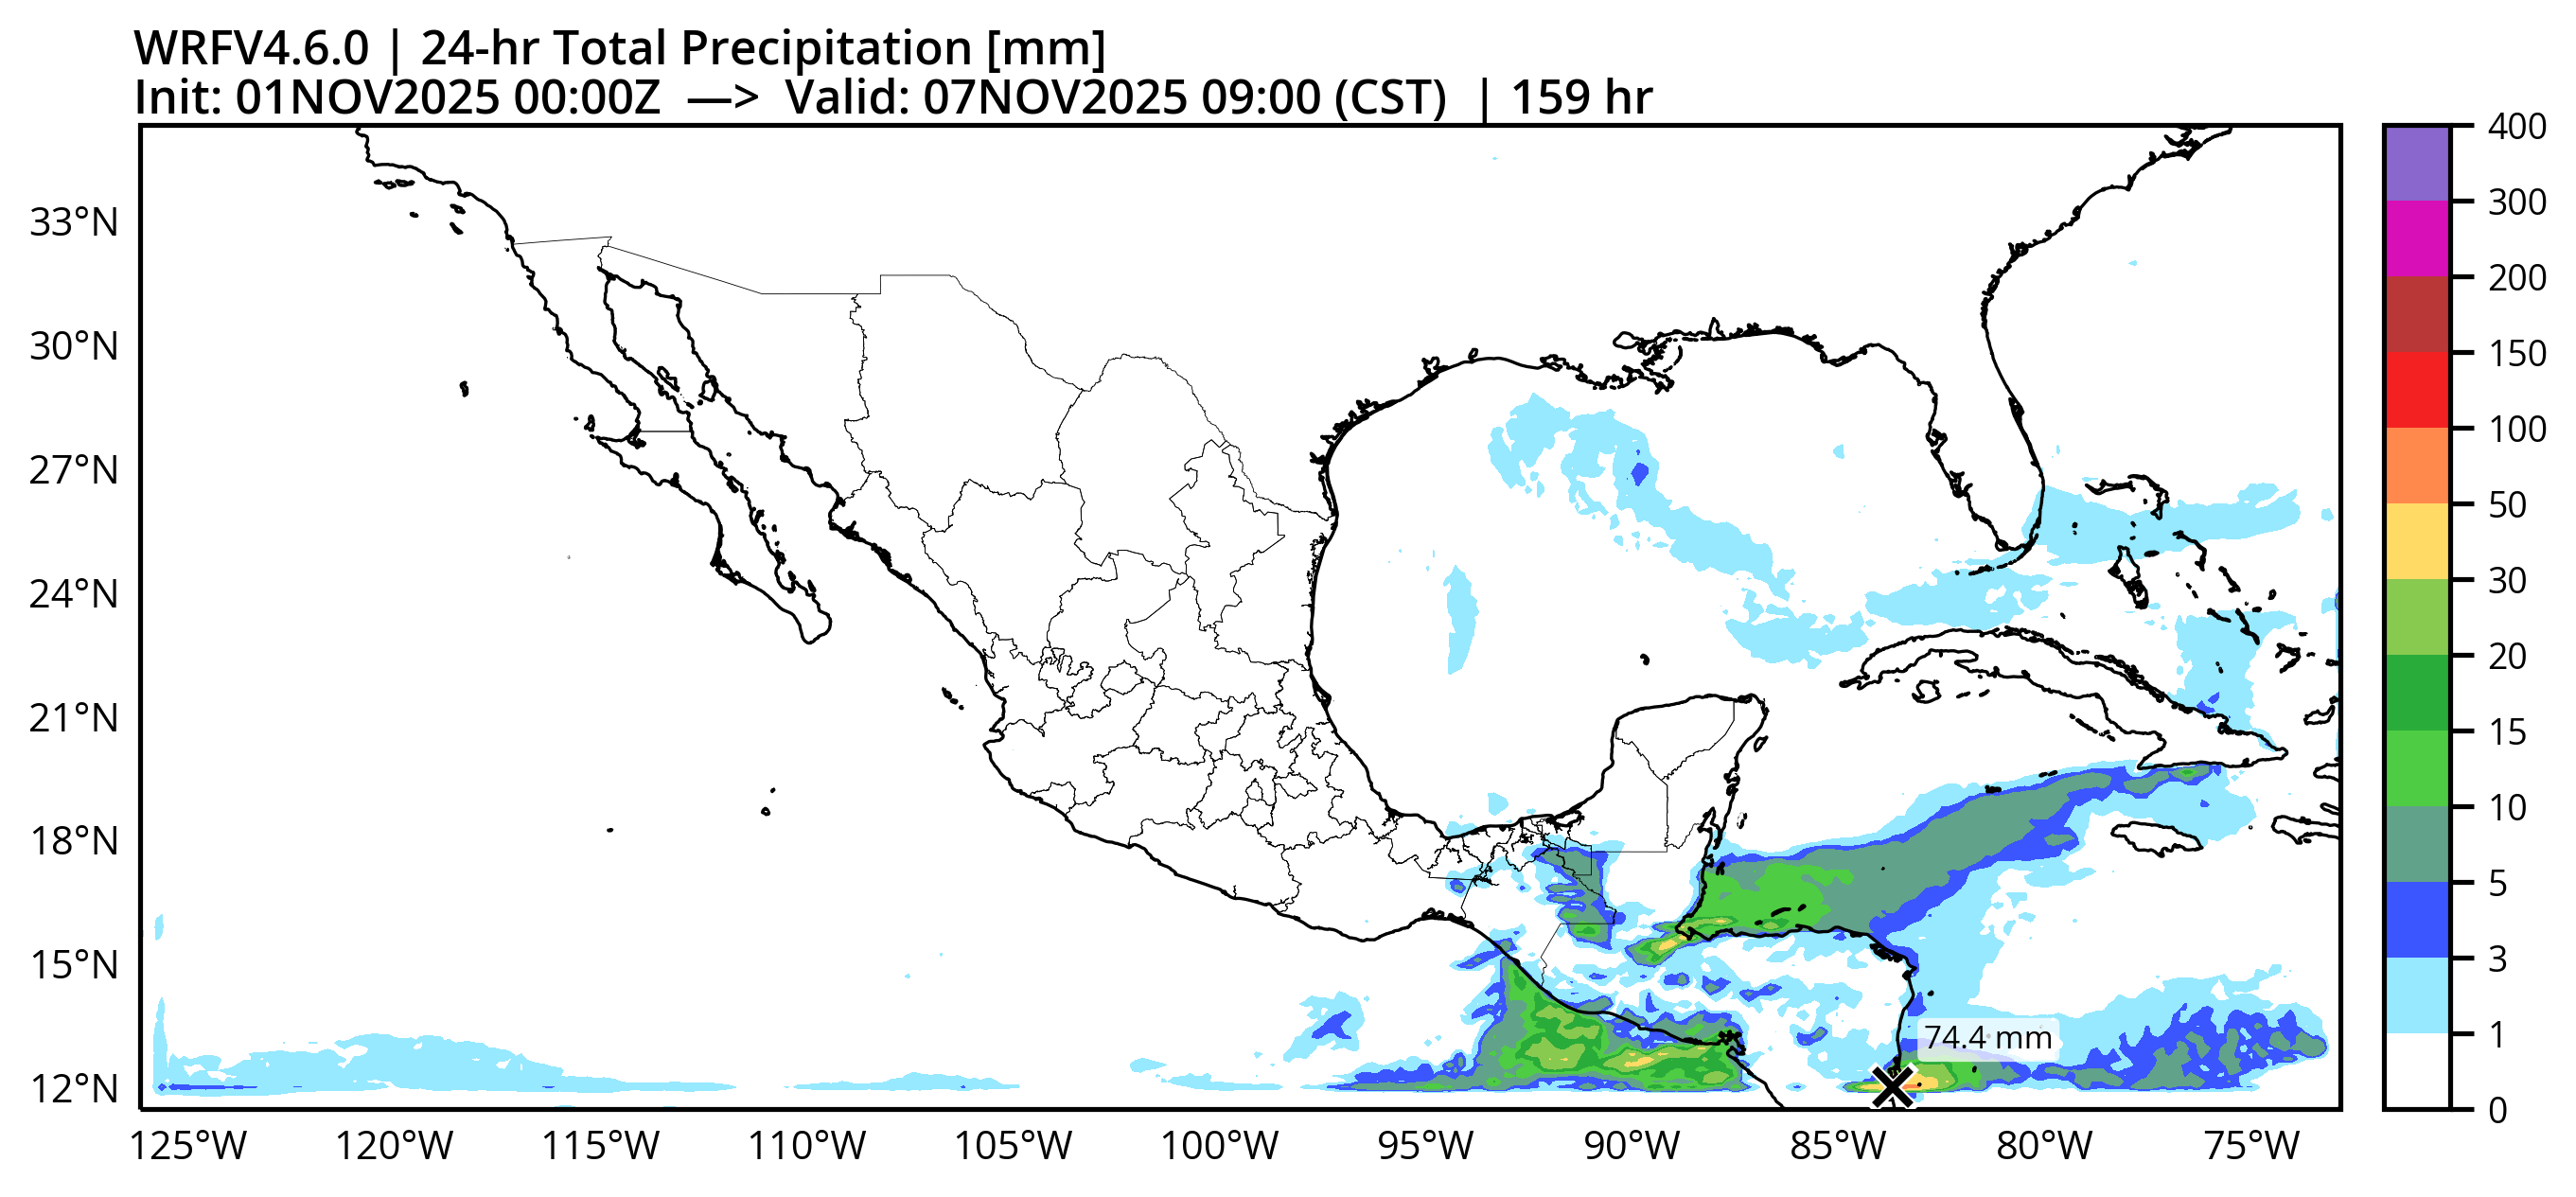 WRFV4.6.0 | 24-hr Total Precipitation [mm]
Init: 01NOV2025 00:00Z —> Valid: 07NOV2025 09:00 (CST) | 159 hr
33°N
30°N
27°N
24°N
21°N
18°N
15°N
12°N
125°W
120°W
115°W
110°W
105°W
100°W
95°W
90°W
85°W
80°W
75°W
74.4 mm
400
300
200
150
100
50
30
20
15
10
5
3
1
0